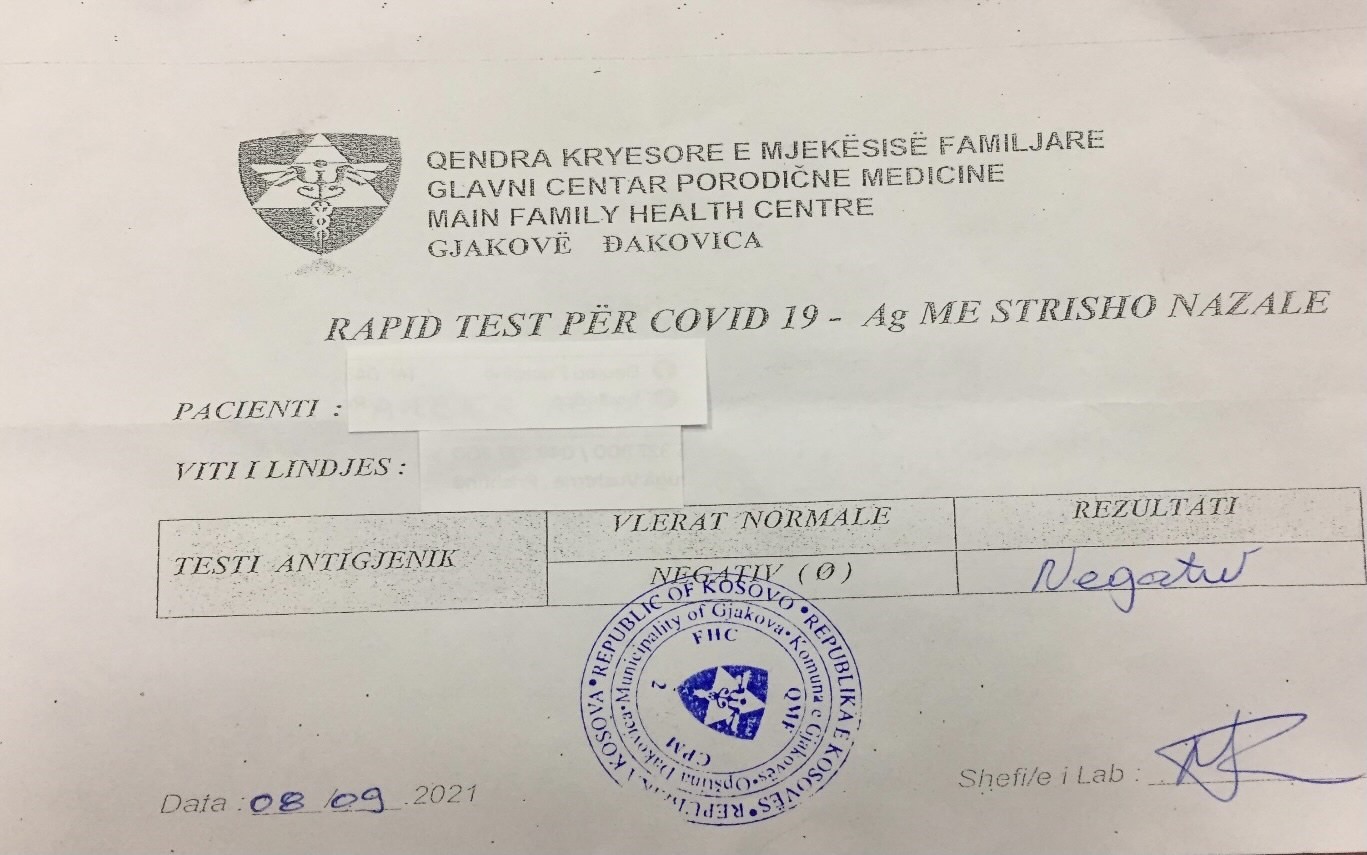 QENDRA KRYESORE E MJEKËSISË FAMILJARE
GLAVNI CENTAR PORODIČNE MEDICINE
MAIN FAMILY HEALTH CENTRE
GJAKOVË ĐAKOVICA
RAPID TEST PËR COVID 19 - Ag ME STRISHO NAZALE
PACIENTI :
VITI I LINDJES :
TESTI ANTIGJENIK
VLERAT NORMALE
REZULTATI
NEGATIV (Ø)
Negativ
REPUBLIC OF KOSOVO • REPUBLIKA E KOSOVËS • REPUBLIKA KOSOVA •
Municipality of Gjakova • Komuna e Gjakovës • Opština Đakovica •
FHC
QMF
CPM
2
Data : 08/09 .2021
Shefi/e i Lab :